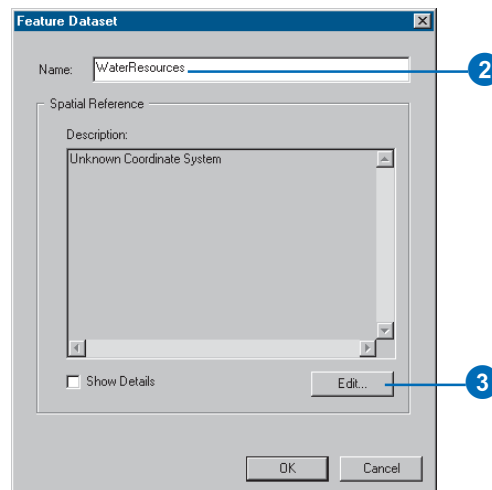 Feature Dataset
Name: WaterResources
2
Spatial Reference
Description:
Unknown Coordinate System
Show Details
Edit...
3
OK
Cancel